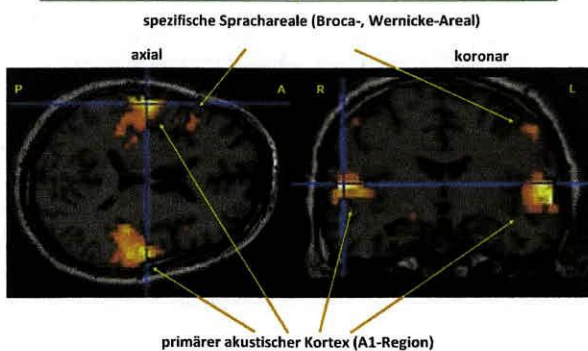 spezifische Sprachareale (Broca-, Wernicke-Areal)
axial
koronar
P
A
R
L
primärer akustischer Kortex (A1-Region)